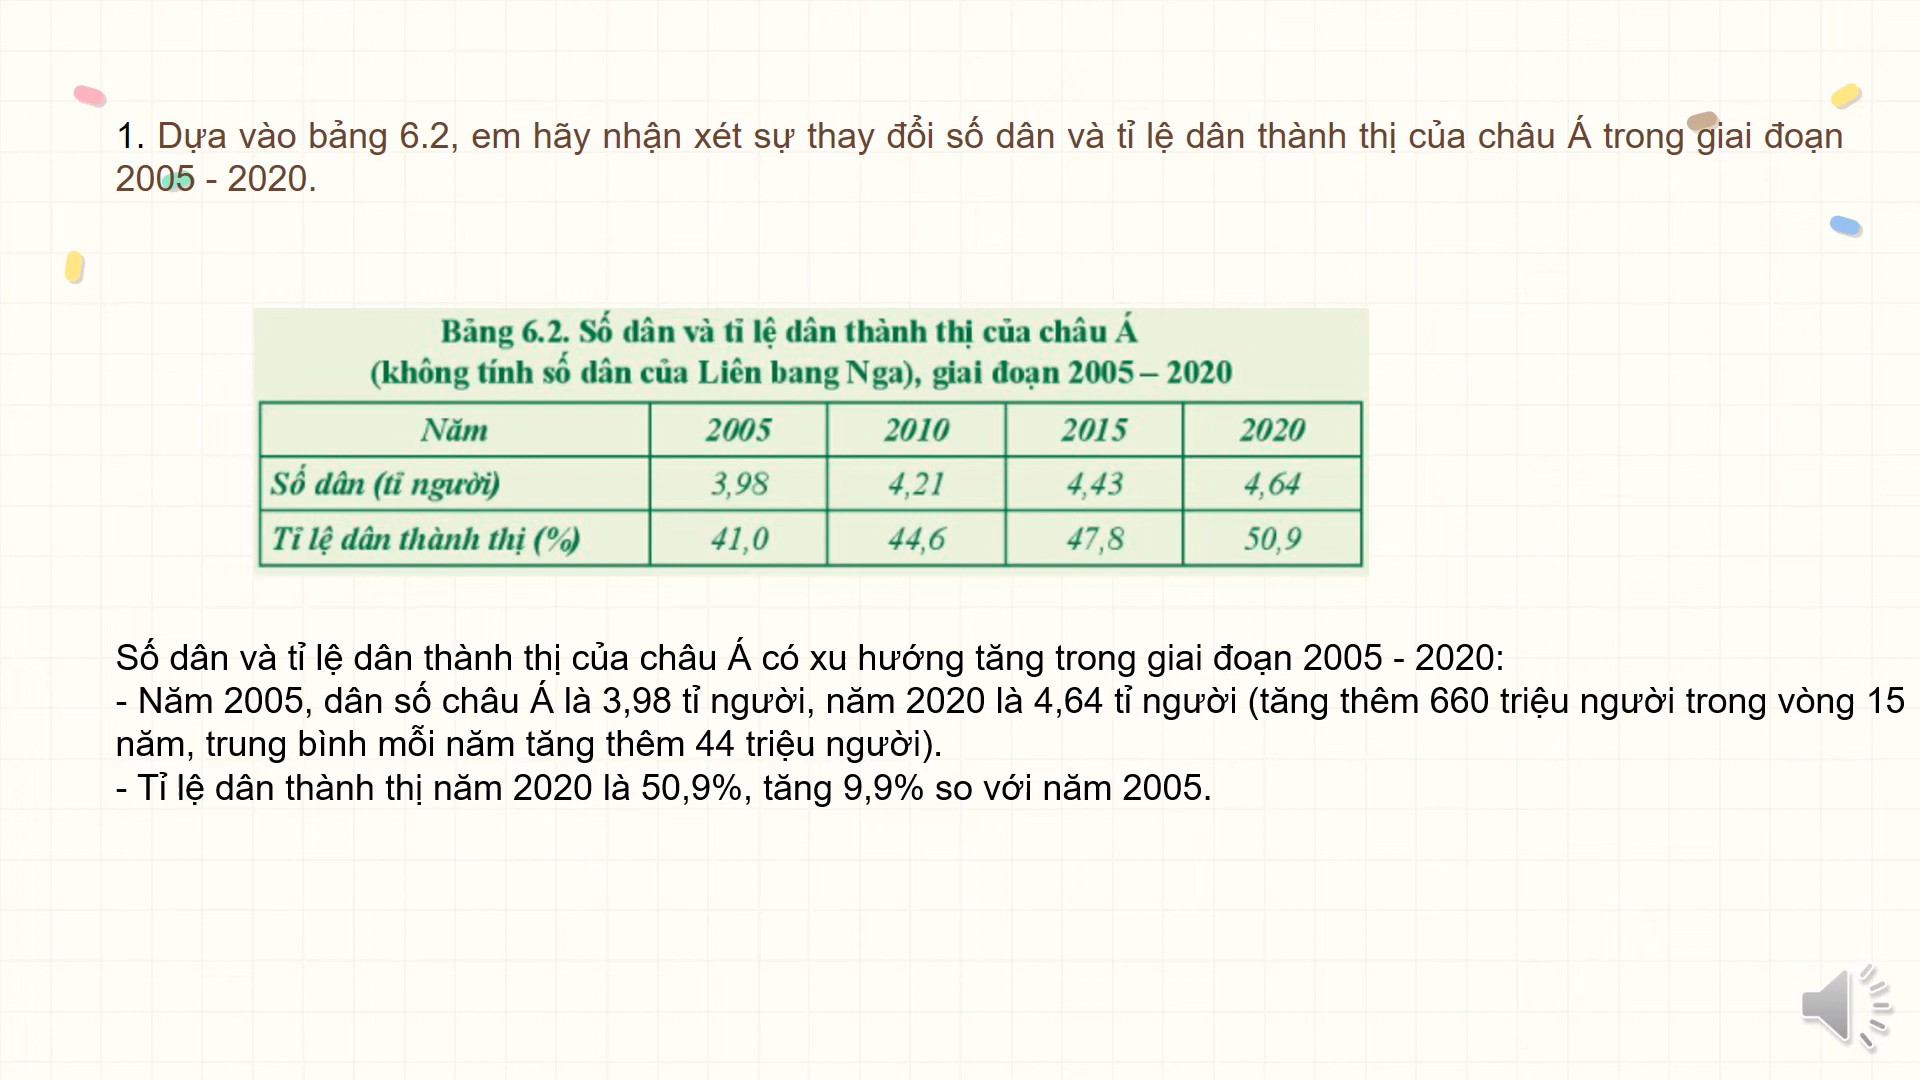 1. Dựa vào bảng 6.2, em hãy nhận xét sự thay đổi số dân và tỉ lệ dân thành thị của châu Á trong giai đoạn
2005 - 2020.
Bảng 6.2. Số dân và tỉ lệ dân thành thị của châu Á
(không tính số dân của Liên bang Nga), giai đoạn 2005 – 2020
Năm 2005 2010 2015 2020
Số dân (tỉ người) 3,98 4,21 4,43 4,64
Tỉ lệ dân thành thị (%) 41,0 44,6 47,8 50,9
Số dân và tỉ lệ dân thành thị của châu Á có xu hướng tăng trong giai đoạn 2005 - 2020:
- Năm 2005, dân số châu Á là 3,98 tỉ người, năm 2020 là 4,64 tỉ người (tăng thêm 660 triệu người trong vòng 15
năm, trung bình mỗi năm tăng thêm 44 triệu người).
- Tỉ lệ dân thành thị năm 2020 là 50,9%, tăng 9,9% so với năm 2005.